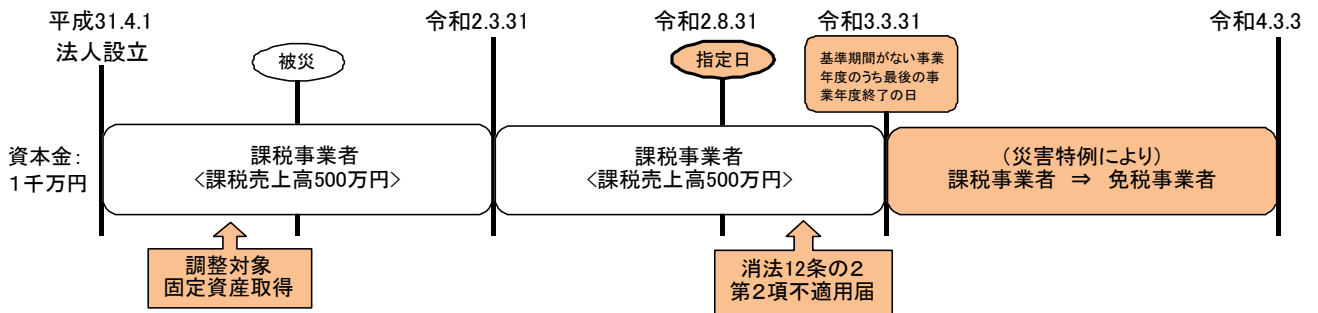 平成31.4.1
法人設立
令和2.3.31
令和2.8.31
令和3.3.31
令和4.3.3
被災
指定日
基準期間がない事業
年度のうち最後の事
業年度終了の日
資本金:
1千万円
課税事業者
<課税売上高500万円>
課税事業者
<課税売上高500万円>
(災害特例により)
課税事業者 ⇒ 免税事業者
調整対象
固定資産取得
消法12条の2
第2項不適用届